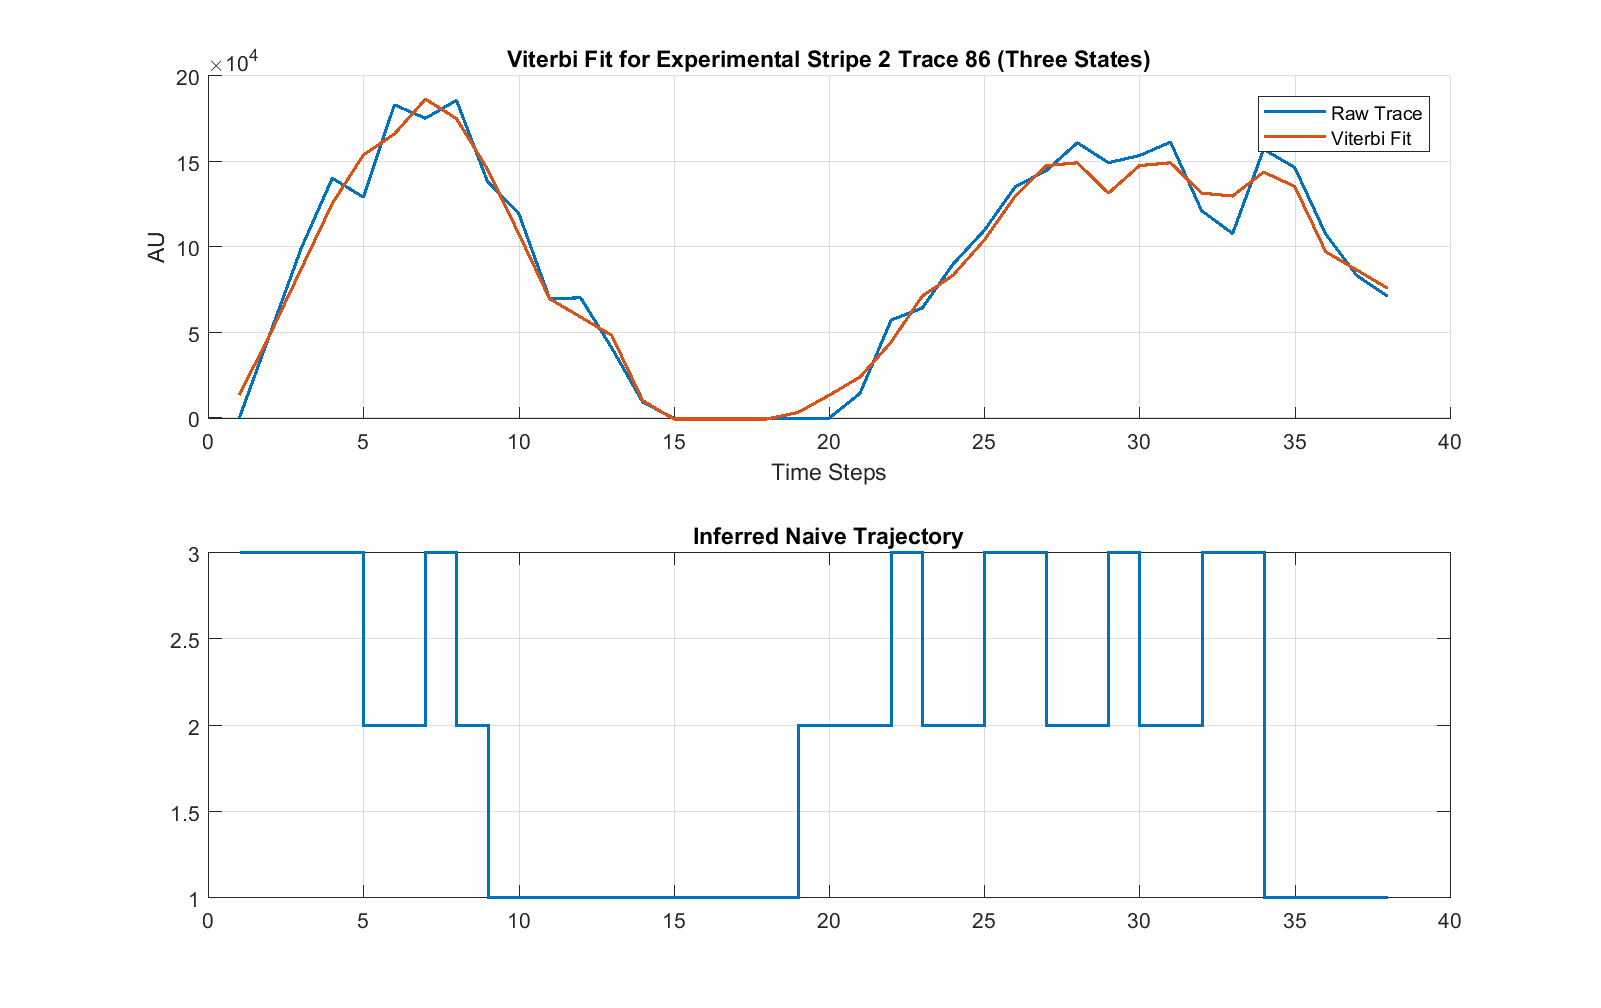 Viterbi Fit for Experimental Stripe 2 Trace 86 (Three States)
×10⁴
20
15
10
5
0
AU
Raw Trace
Viterbi Fit
0 5 10 15 20 25 30 35 40
Time Steps
Inferred Naive Trajectory
3
2.5
2
1.5
1
0 5 10 15 20 25 30 35 40